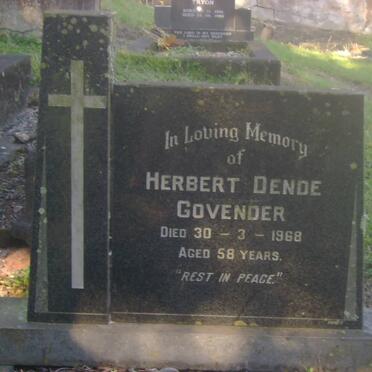 In Loving Memory
of
HERBERT DENDE
GOVENDER
DIED 30 - 3 - 1968
AGED 58 YEARS.
"REST IN PEACE."